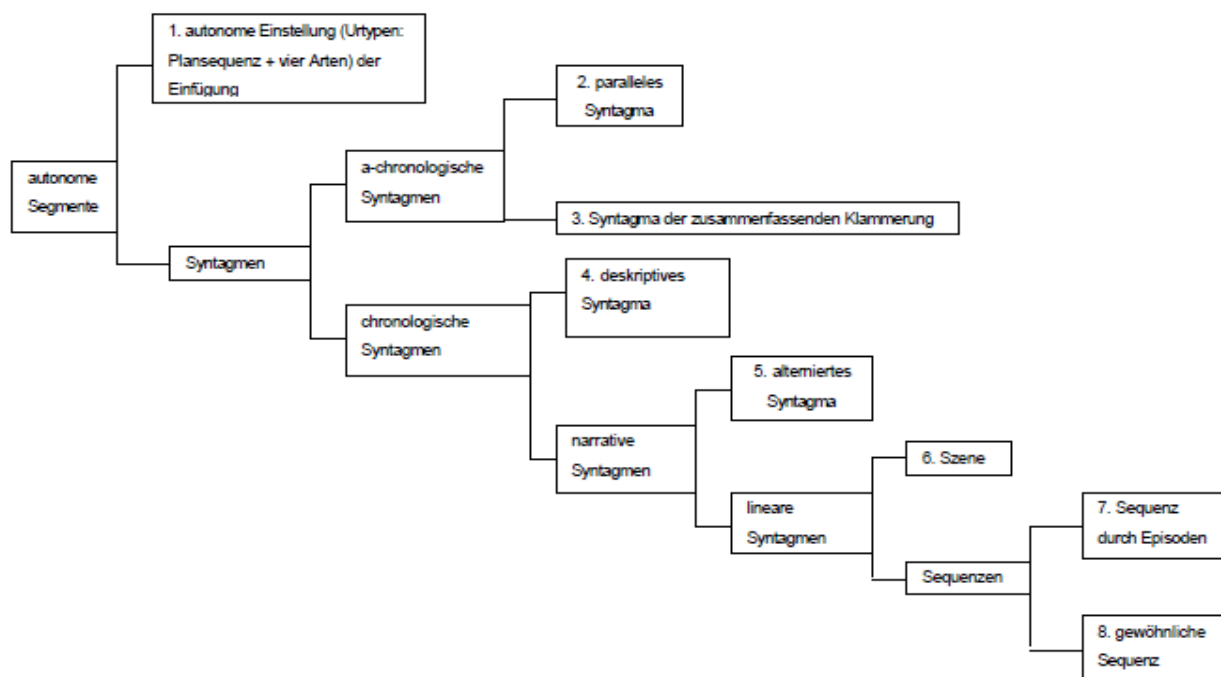 1. autonome Einstellung (Urtypen:
Plansequenz + vier Arten) der
Einfügung
2. paralleles
Syntagma
autonome
Segmente
a-chronologische
Syntagmen
3. Syntagma der zusammenfassenden Klammerung
Syntagmen
4. deskriptives
Syntagma
chronologische
Syntagmen
5. alterniertes
Syntagma
narrative
Syntagmen
6. Szene
lineare
Syntagmen
7. Sequenz
durch Episoden
Sequenzen
8. gewöhnliche
Sequenz